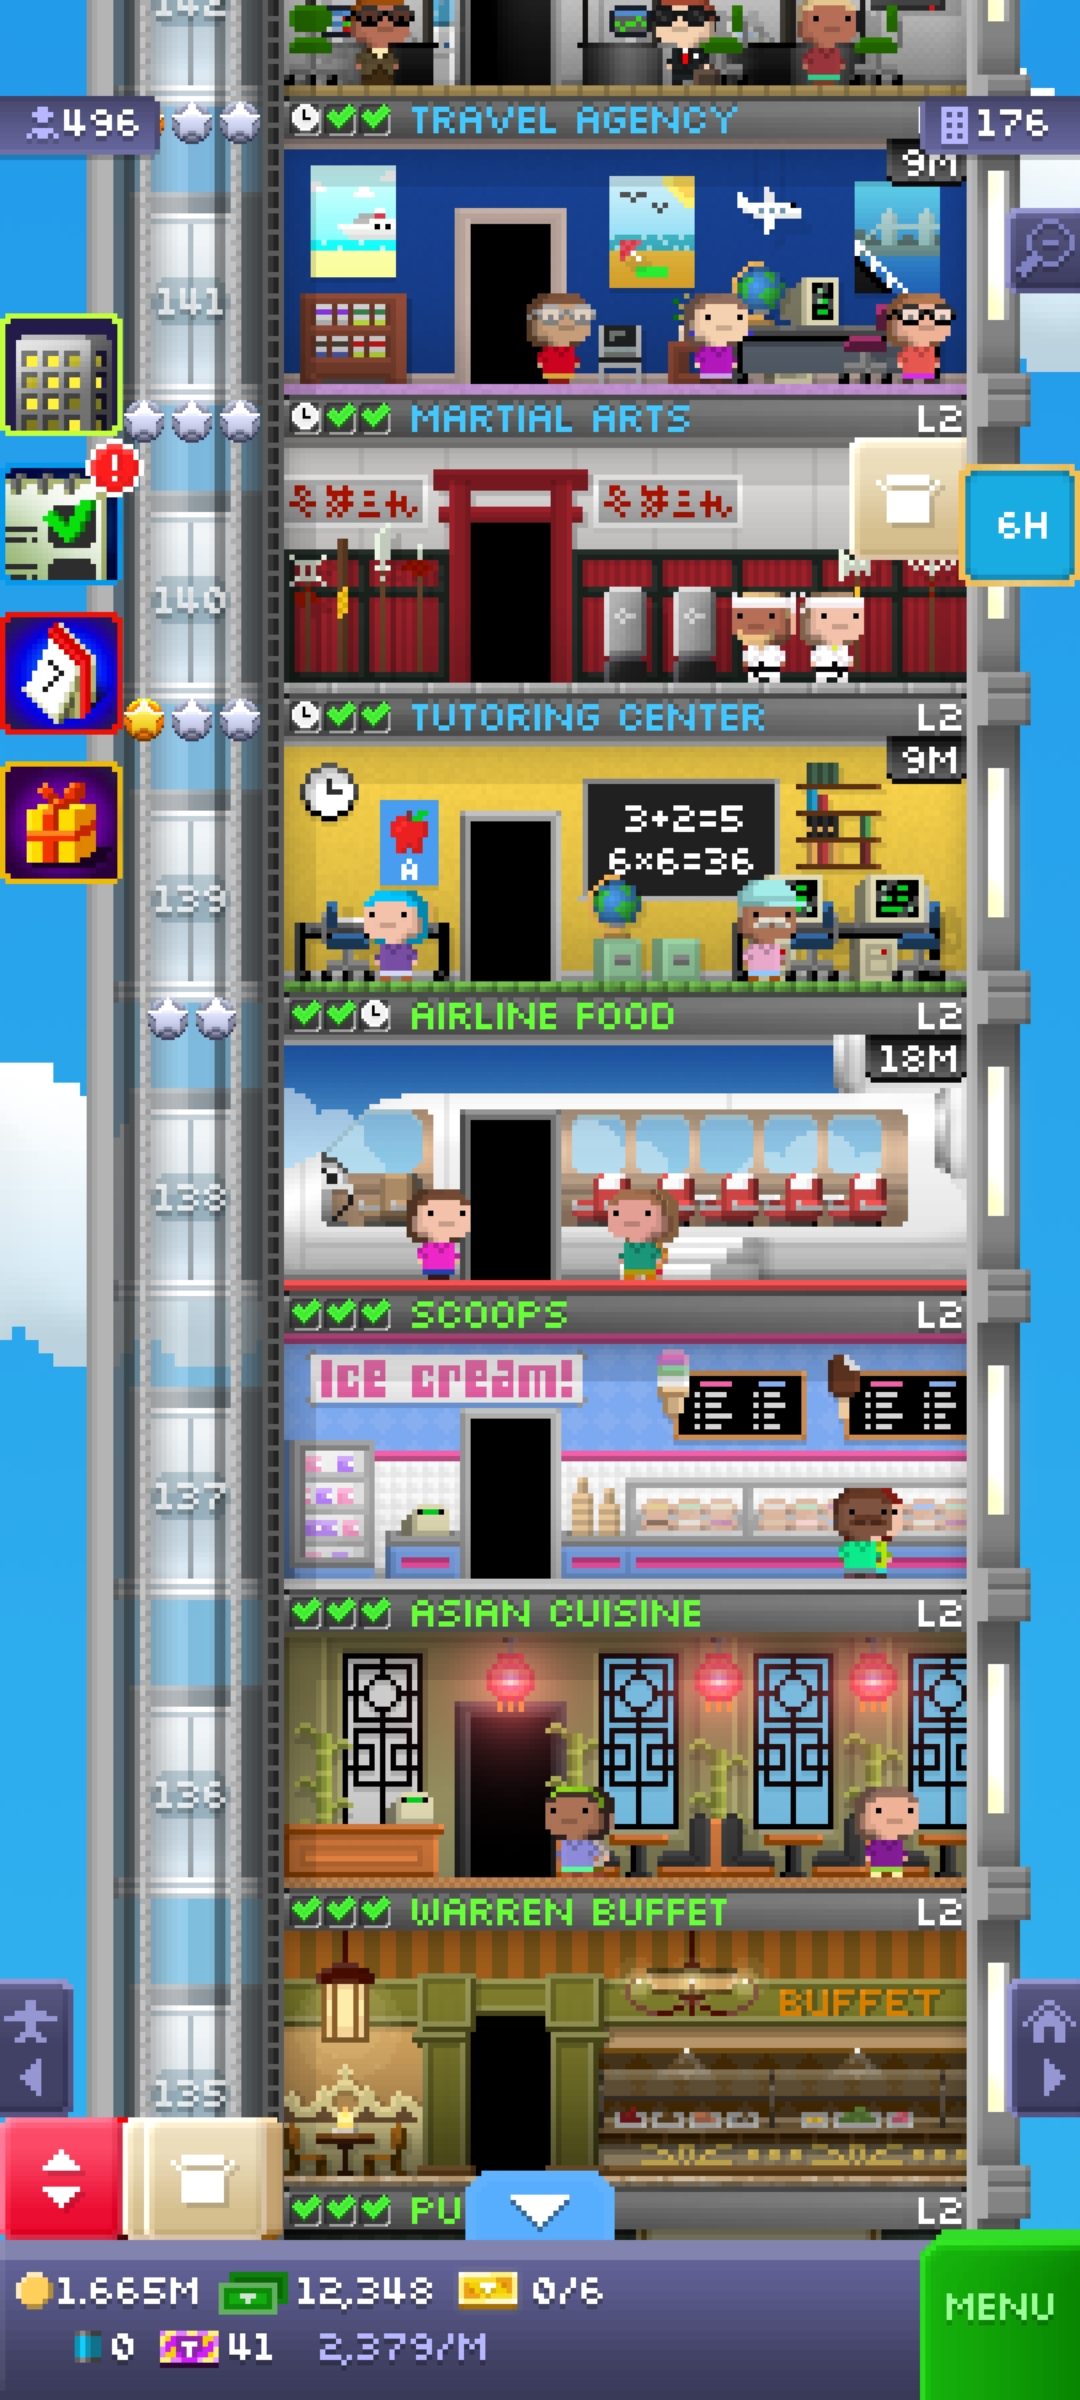 142
496
TRAVEL AGENCY
176
9M
141
MARTIAL ARTS L2
6H
140
TUTORING CENTER L2
9M
3+2=5
6x6=36
A
139
AIRLINE FOOD L2
18M
138
SCOOPS L2
Ice cream!
137
ASIAN CUISINE L2
136
WARREN BUFFET L2
BUFFET
135
PU L2
1.665M 12,348 0/6
MENU
0 41 2,379/M